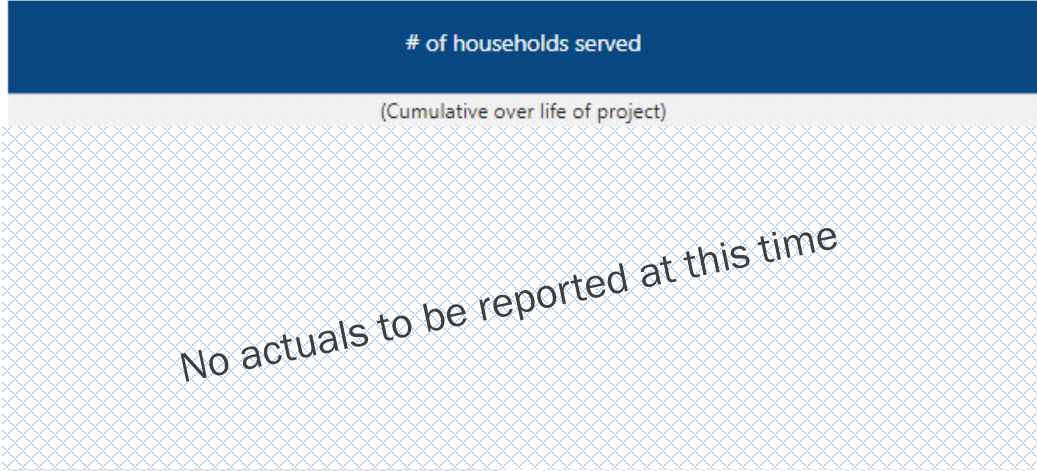 # of households served
(Cumulative over life of project)
No actuals to be reported at this time